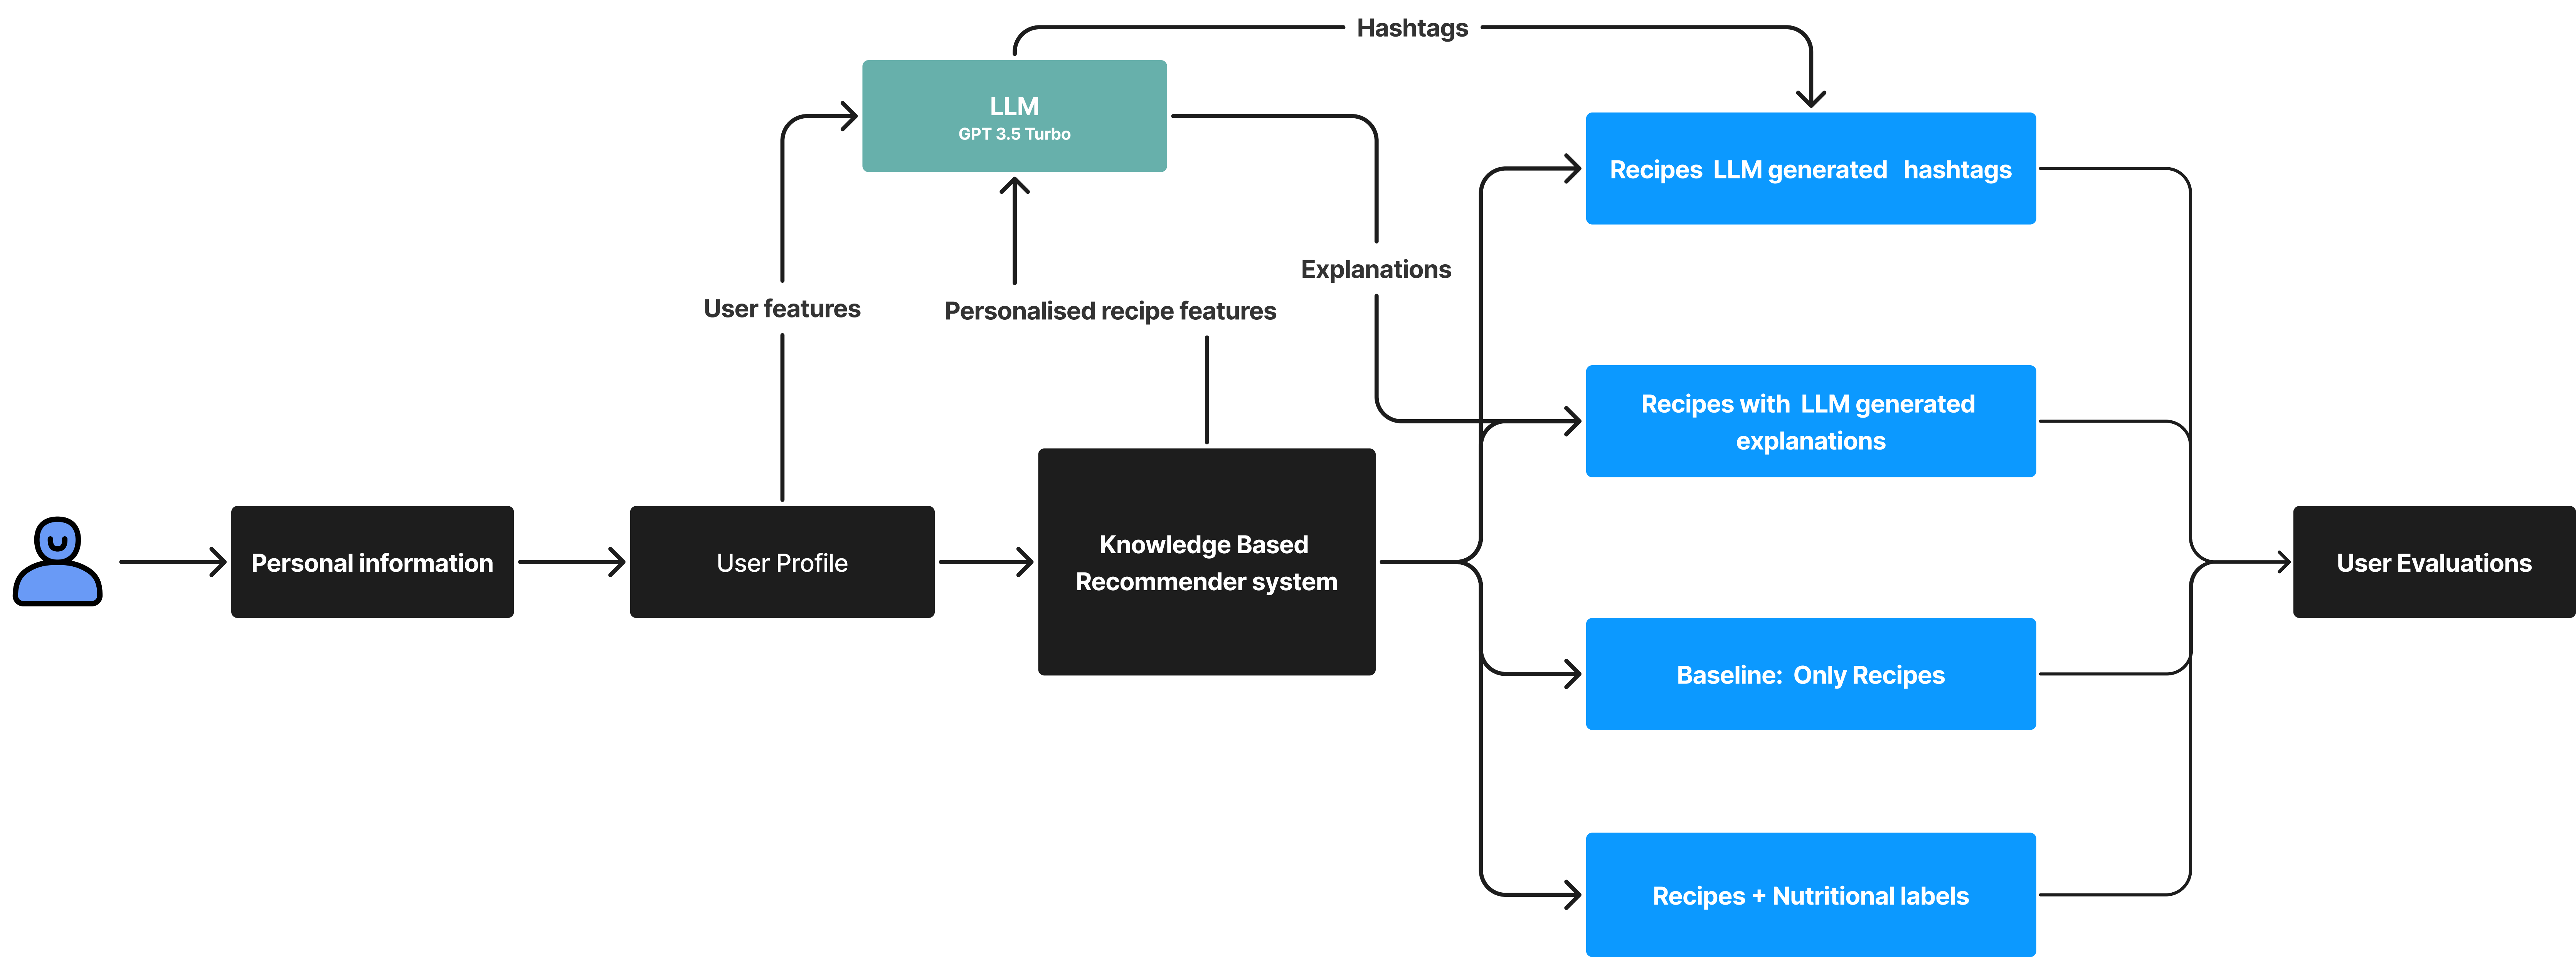 Hashtags
LLM
GPT 3.5 Turbo
Recipes LLM generated hashtags
Explanations
User features
Personalised recipe features
Recipes with LLM generated
explanations
Personal information
User Profile
Knowledge Based
Recommender system
User Evaluations
Baseline: Only Recipes
Recipes + Nutritional labels